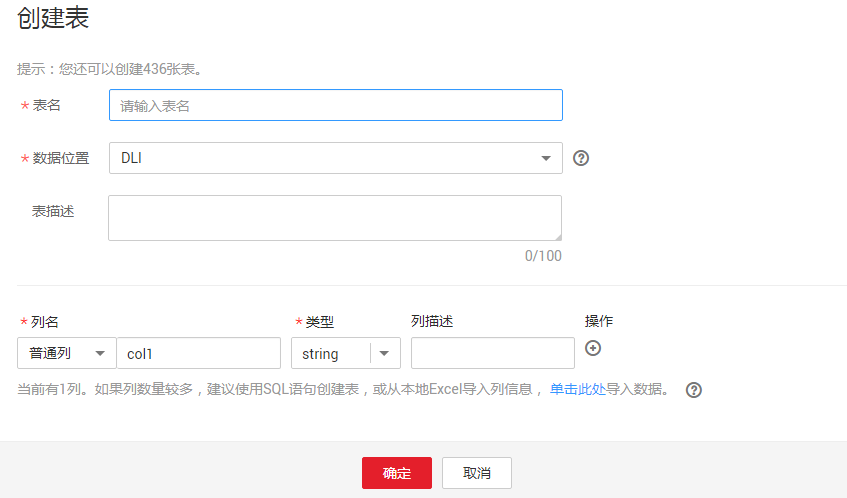 创建表
提示：您还可以创建436张表。
* 表名 请输入表名
* 数据位置 DLI
表描述
0/100
* 列名 * 类型 列描述 操作
普通列 col1 string
当前有1列。如果列数量较多，建议使用SQL语句创建表，或从本地Excel导入列信息， 单击此处导入数据。
确定 取消